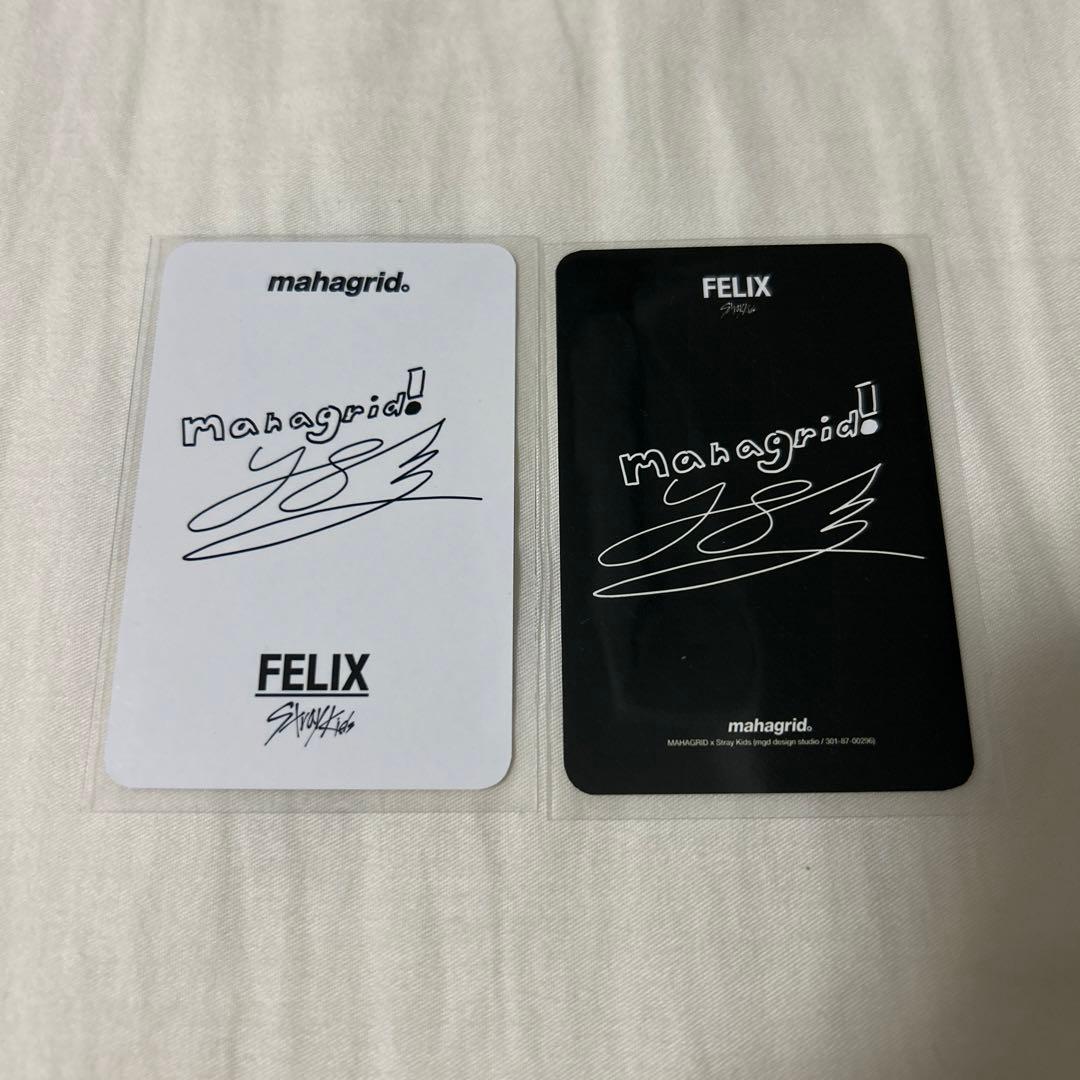 mahagrid.
mahagrid!
FELIX
Stray Kids
FELIX
Stray Kids
mahagrid!
mahagrid.
MAHAGRID x Stray Kids (mgd design studio / 301-87-00296)